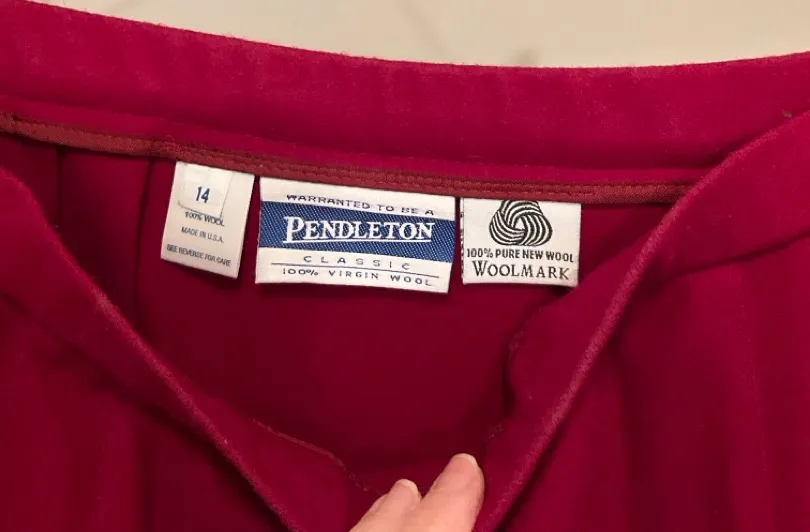 14
100% WOOL
MADE IN U.S.A.
SEE REVERSE FOR CARE
WARRANTED TO BE A
PENDLETON
CLASSIC
100% VIRGIN WOOL
100% PURE NEW WOOL
WOOLMARK